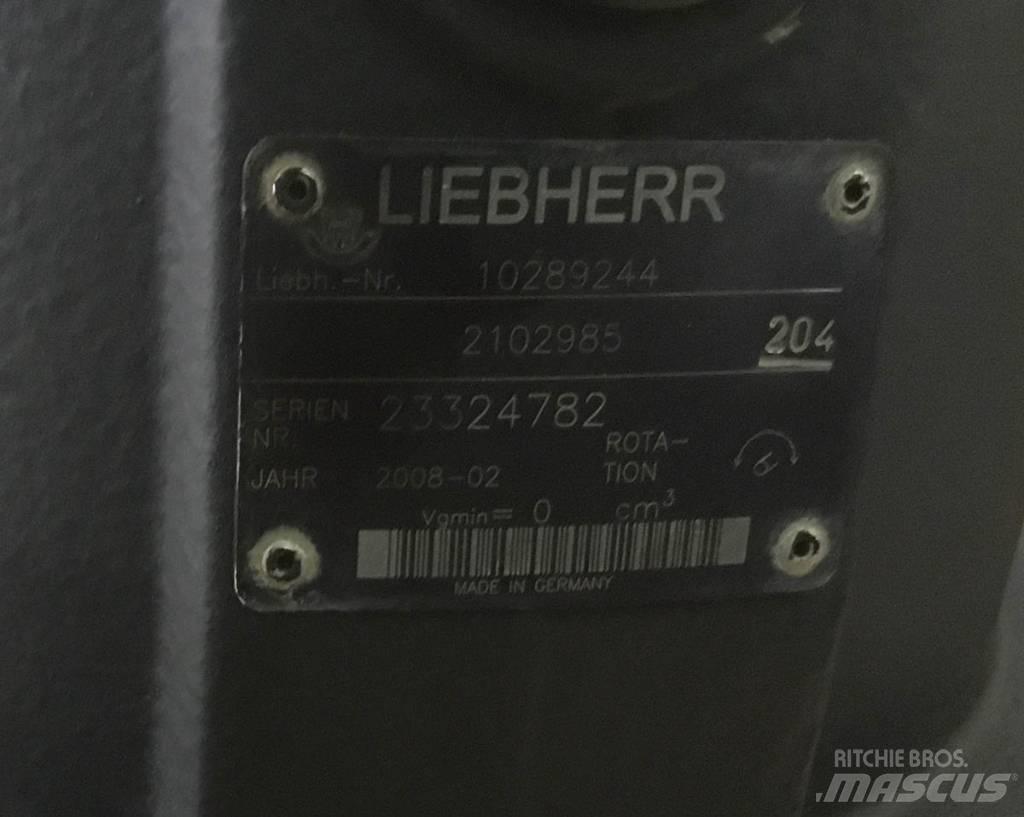 LIEBHERR
Liebh.-Nr. 10289244
2102985 204
SERIEN NR. 23324782
JAHR 2008-02 ROTA-
TION
Vgmin= 0 cm³
MADE IN GERMANY
RITCHIE BROS.
MASCUS